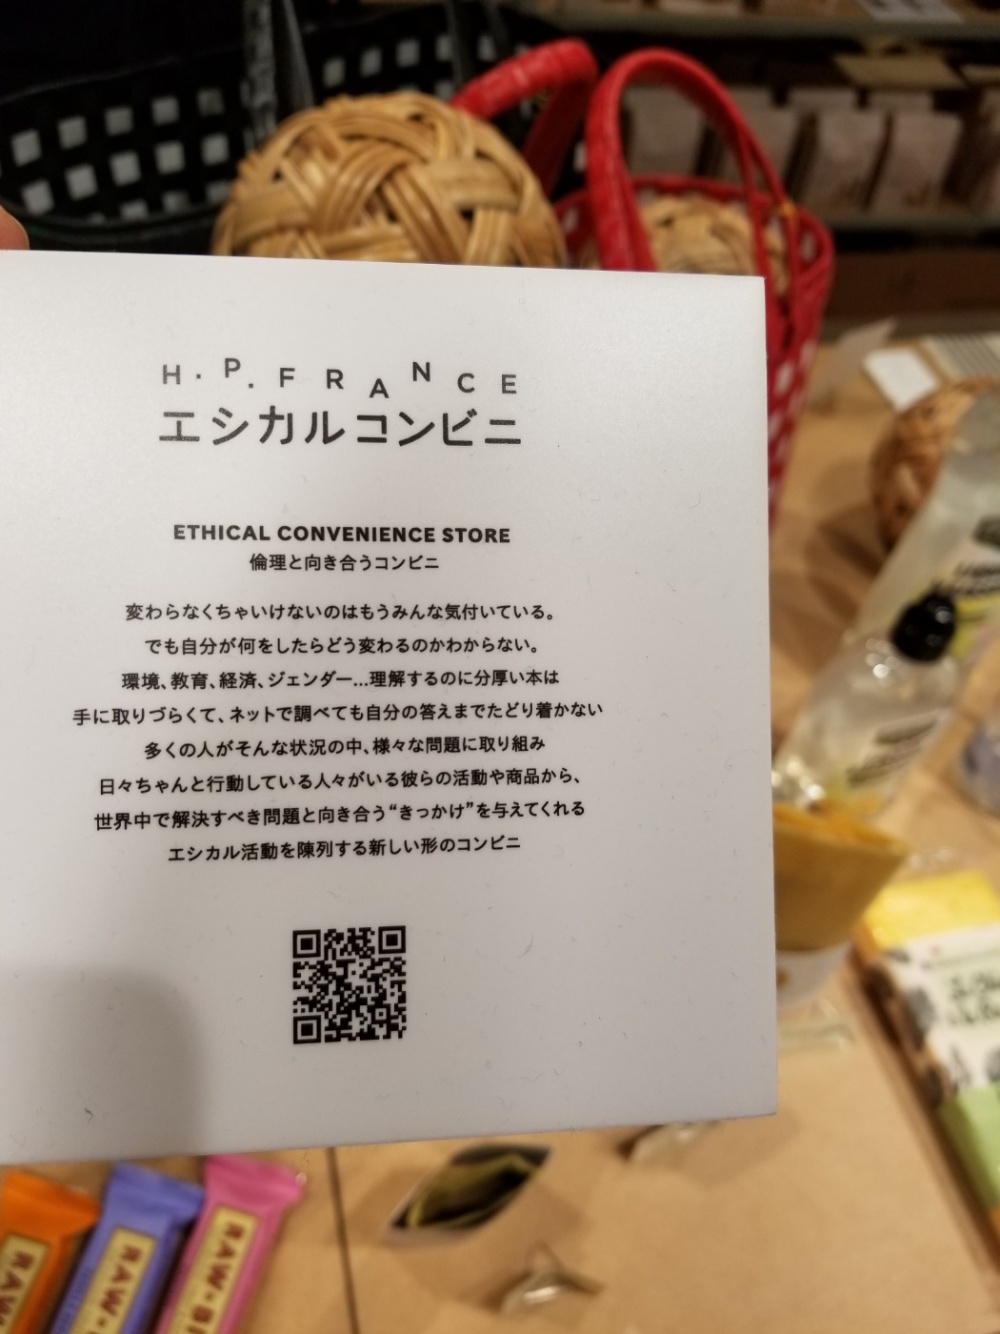 H.P.FRANCE
エシカルコンビニ
ETHICAL CONVENIENCE STORE
倫理と向き合うコンビニ
変わらなくちゃいけないのはもうみんな気付いている。
でも自分が何をしたらどう変わるのかわからない。
環境、教育、経済、ジェンダー...理解するのに分厚い本は
手に取りづらくて、ネットで調べても自分の答えまでたどり着かない
多くの人がそんな状況の中、様々な問題に取り組み
日々ちゃんと行動している人々がいる彼らの活動や商品から、
世界中で解決すべき問題と向き合う“きっかけ”を与えてくれる
エシカル活動を陳列する新しい形のコンビニ
RAW
RAW
RAW